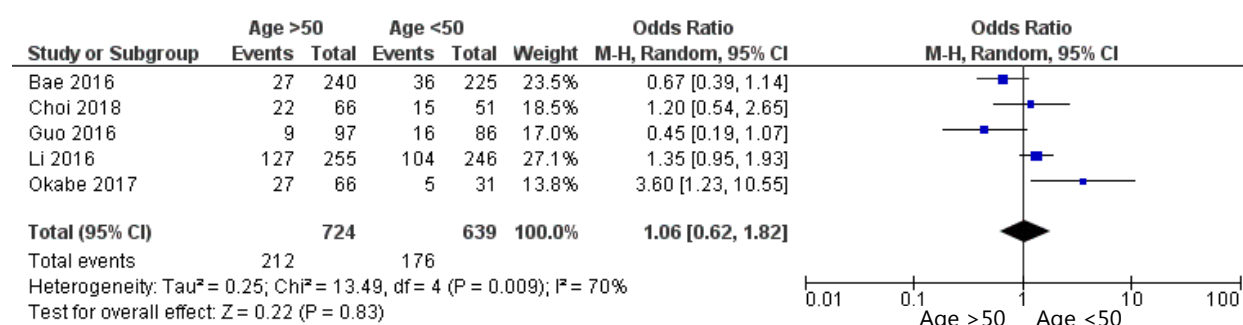 Age >50 Age <50 Odds Ratio Odds Ratio
Study or Subgroup Events Total Events Total Weight M-H, Random, 95% CI M-H, Random, 95% CI
Bae 2016 27 240 36 225 23.5% 0.67 [0.39, 1.14]
Choi 2018 22 66 15 51 18.5% 1.20 [0.54, 2.65]
Guo 2016 9 97 16 86 17.0% 0.45 [0.19, 1.07]
Li 2016 127 255 104 246 27.1% 1.35 [0.95, 1.93]
Okabe 2017 27 66 5 31 13.8% 3.60 [1.23, 10.55]
Total (95% CI) 724 639 100.0% 1.06 [0.62, 1.82]
Total events 212 176
Heterogeneity: Tau² = 0.25; Chi² = 13.49, df = 4 (P = 0.009); I² = 70%
Test for overall effect: Z = 0.22 (P = 0.83)
0.01 0.1 1 10 100
Age >50 Age <50